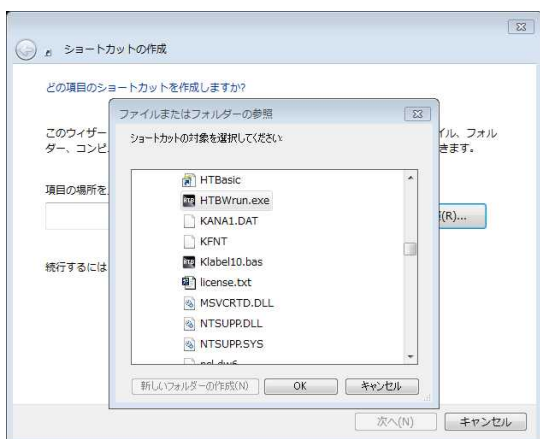 ショートカットの作成
どの項目のショートカットを作成しますか?
ファイルまたはフォルダーの参照
このウィザー
イル、フォル
ショートカットの対象を選択してください:
ダー、コンピ
きます。
HTBasic
項目の場所を
HTBWrun.exe
(R)...
KANA1.DAT
KFNT
Klabel10.bas
続行するには
license.txt
MSVCRTD.DLL
NTSUPP.DLL
NTSUPP.SYS
新しいフォルダーの作成(N)
OK
キャンセル
次へ(N)
キャンセル